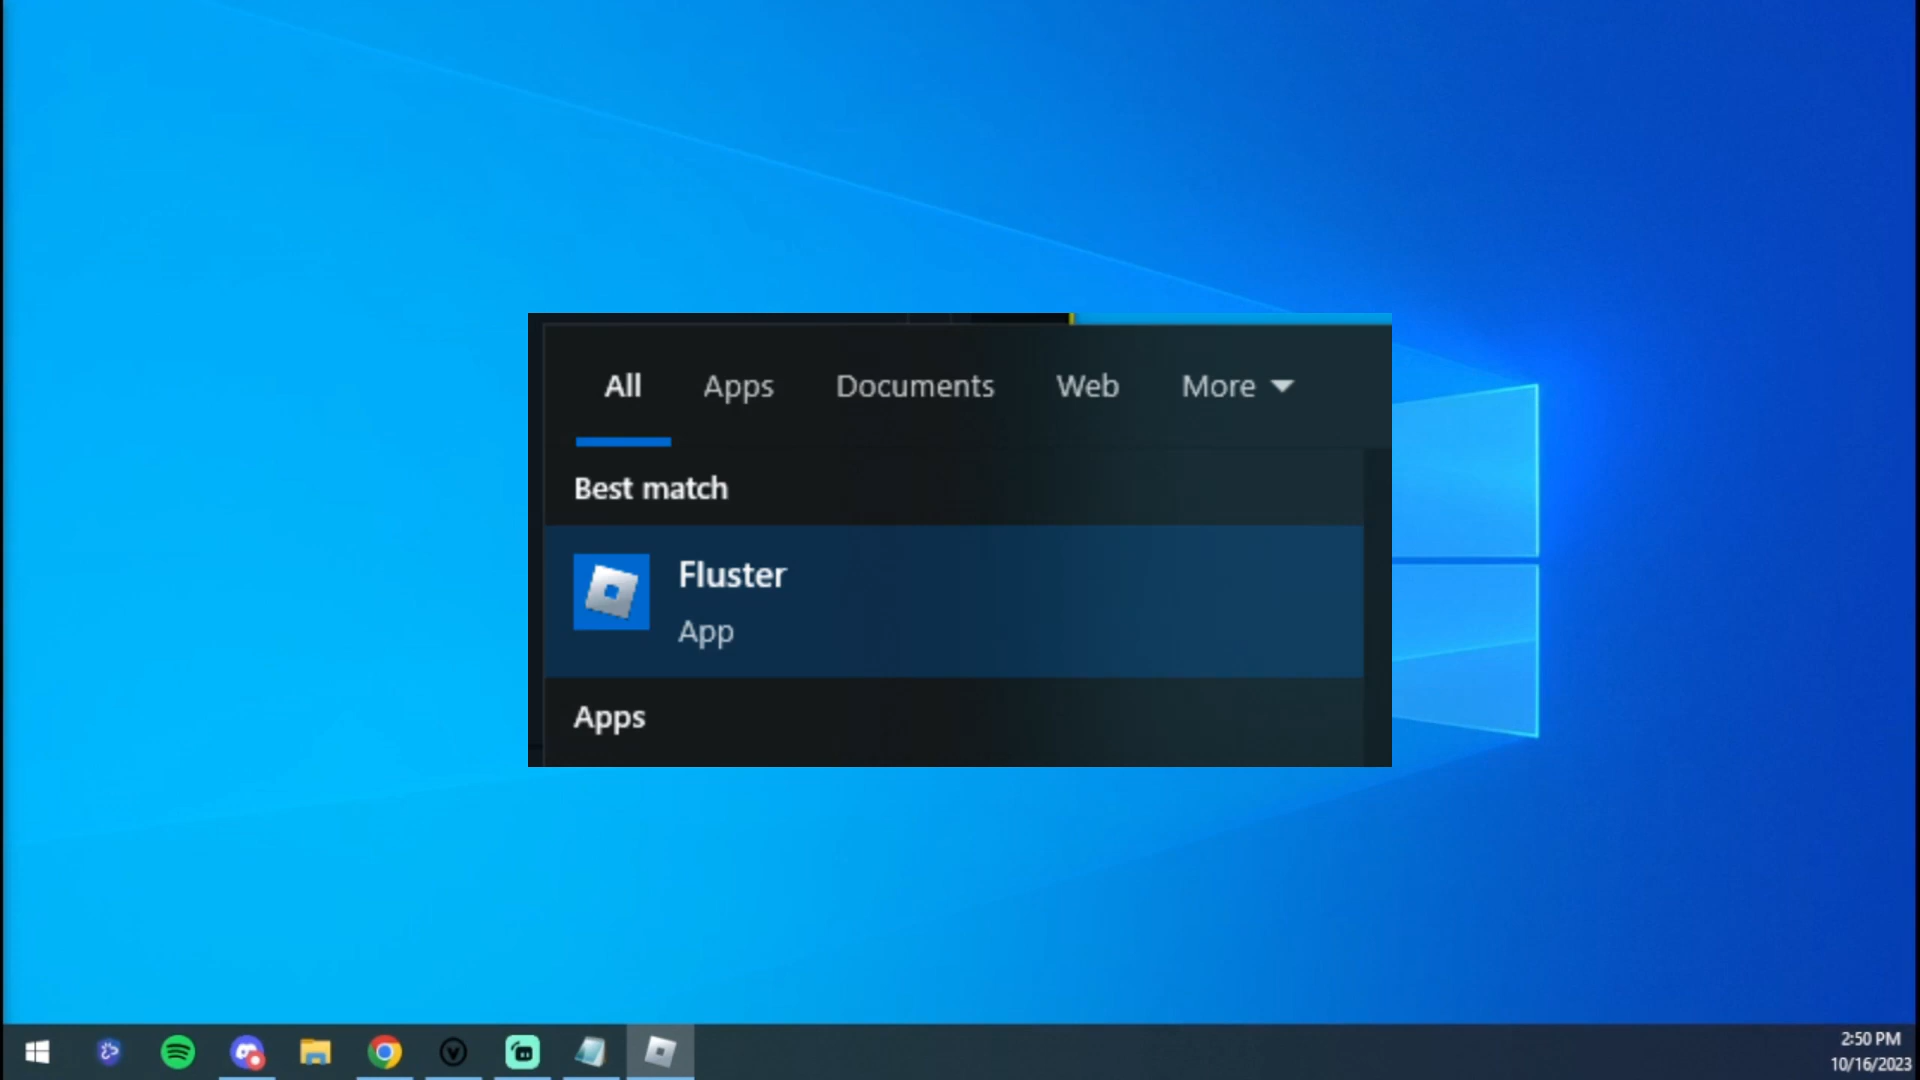 All Apps Documents Web More
Best match
Fluster
App
Apps
2:50 PM
10/16/2023